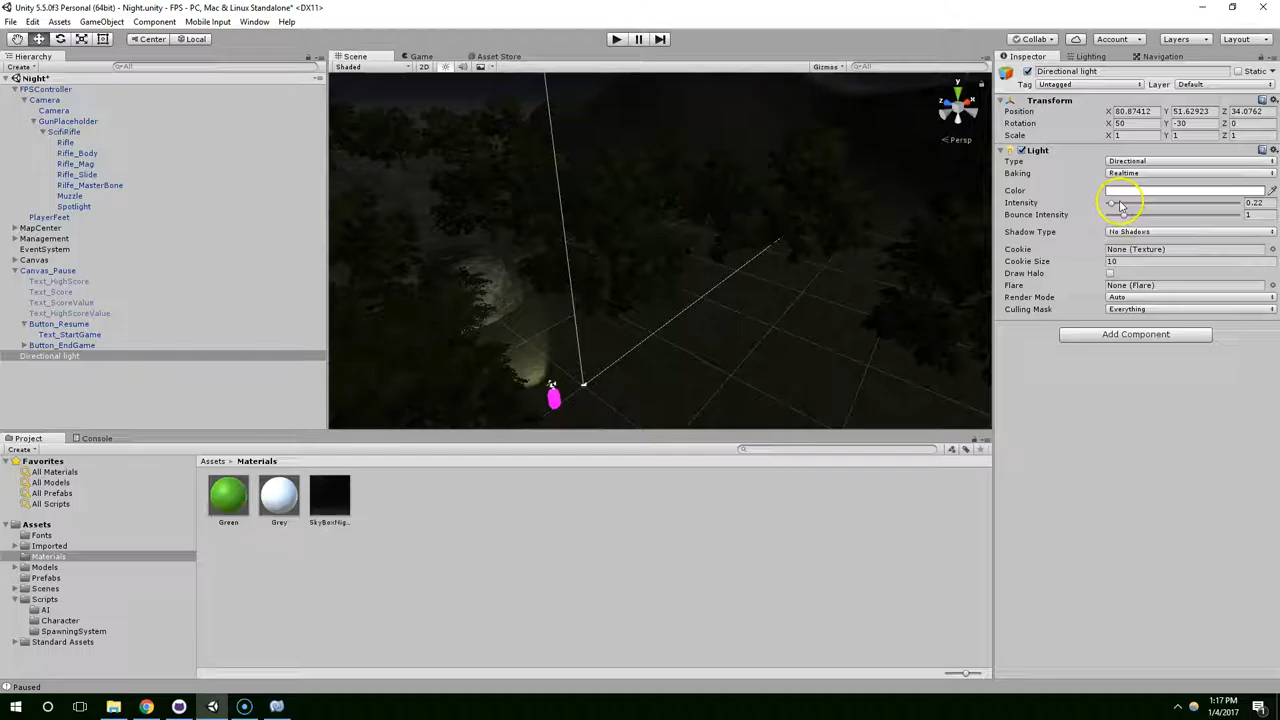 Unity 5.5.0f3 Personal (64bit) - Night.unity - FPS - PC, Mac & Linux Standalone* <DX11>
File Edit Assets GameObject Component Mobile Input Window Help
Center Local Collab Account Layers Layout
Hierarchy
Create All
Night*
FPSController
Camera
Camera
GunPlaceholder
ScifiRifle
Rifle
Rifle_Body
Rifle_Mag
Rifle_Slide
Rilfe_MasterBone
Muzzle
Spotlight
PlayerFeet
MapCenter
Management
EventSystem
Canvas
Canvas_Pause
Text_HighScore
Text_Score
Text_ScoreValue
Text_HighScoreValue
Button_Resume
Text_StartGame
Button_EndGame
Directional light
Scene Game Asset Store
Shaded 2D Gizmos All
y
x
z
Persp
Inspector Lighting Navigation
Directional light Static
Tag Untagged Layer Default
Transform
Position X 80.87412 Y 51.62923 Z 34.0762
Rotation X 50 Y -30 Z 0
Scale X 1 Y 1 Z 1
Light
Type Directional
Baking Realtime
Color
Intensity 0.22
Bounce Intensity 1
Shadow Type No Shadows
Cookie None (Texture)
Cookie Size 10
Draw Halo
Flare None (Flare)
Render Mode Auto
Culling Mask Everything
Add Component
Project Console
Create
Favorites
All Materials
All Models
All Prefabs
All Scripts
Assets
Fonts
Imported
Materials
Models
Prefabs
Scenes
Scripts
AI
Character
SpawningSystem
Standard Assets
Assets Materials
Green Grey SkyBoxNig...
Paused
1:17 PM
1/4/2017